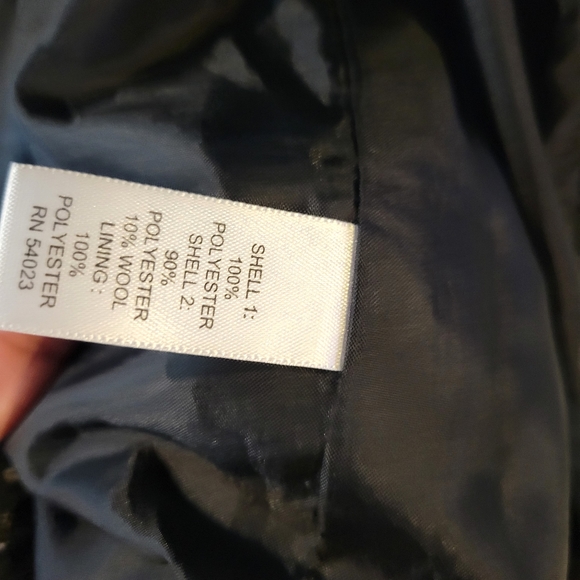 SHELL 1:
100%
POLYESTER
SHELL 2:
90%
POLYESTER
10% WOOL
LINING :
100%
POLYESTER
RN 54023